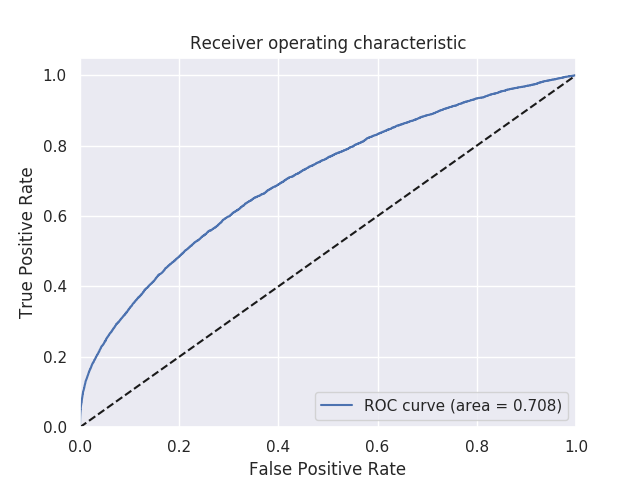 Receiver operating characteristic
True Positive Rate
1.0
0.8
0.6
0.4
0.2
0.0
ROC curve (area = 0.708)
0.0 0.2 0.4 0.6 0.8 1.0
False Positive Rate